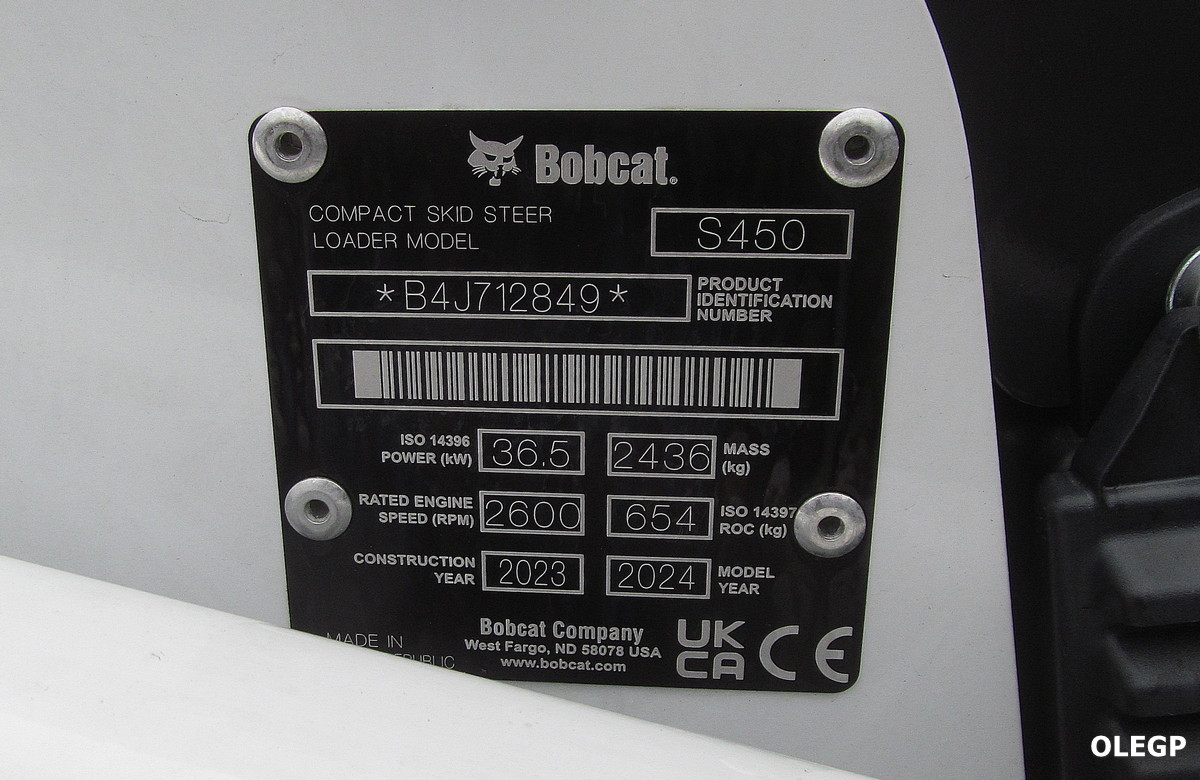 Bobcat®
COMPACT SKID STEER
LOADER MODEL
S450
*B4J712849*
PRODUCT
IDENTIFICATION
NUMBER
ISO 14396
POWER (kW)
36.5
2436
MASS
(kg)
RATED ENGINE
SPEED (RPM)
2600
654
ISO 14397
ROC (kg)
CONSTRUCTION
YEAR
2023
2024
MODEL
YEAR
MADE IN
Bobcat Company
West Fargo, ND 58078 USA
www.bobcat.com
UK
CA
CE
OLEGP